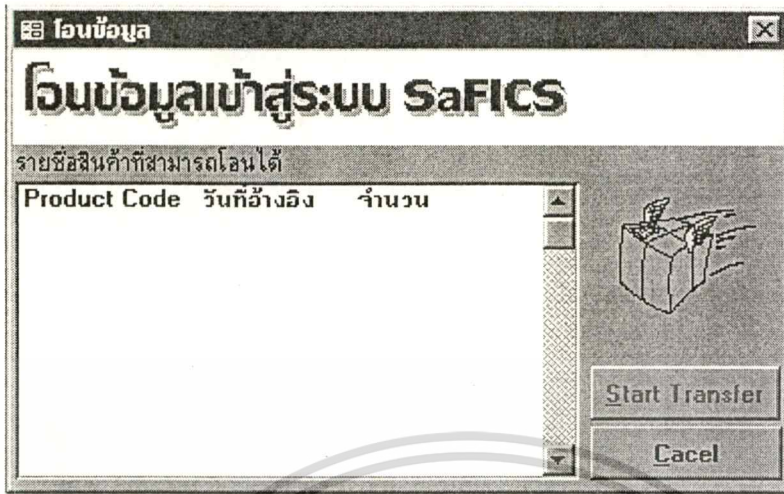 โอนข้อมูล
โอนข้อมูลเข้าสู่ระบบ SaFICS
รายชื่อสินค้าที่สามารถโอนได้
Product Code วันที่อ้างอิง จำนวน
Start Transfer
Cacel